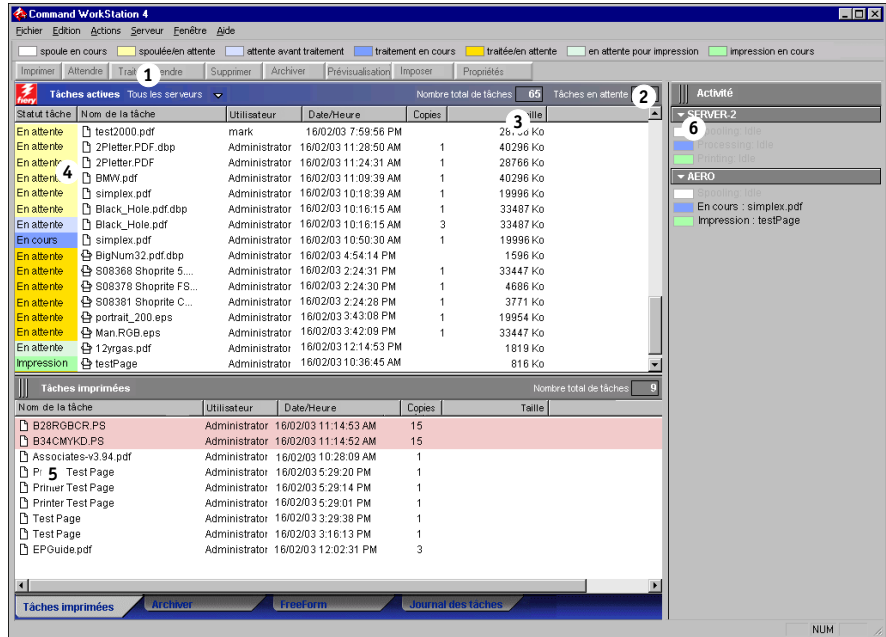 Command WorkStation 4
Fichier Edition Actions Serveur Fenêtre Aide
spoule en cours spoulée/en attente attente avant traitement traitement en cours traitée/en attente en attente pour impression impression en cours
Imprimer Attendre 1 Supprimer Archiver Prévisualisation Imposer Propriétés
fiery Tâches actives Tous les serveurs Nombre total de tâches 65 Tâches en attente 2
Activité
Statut tâche Nom de la tâche Utilisateur Date/Heure Copies 3
En attente test2000.pdf mark 16/02/03 7:59:56 PM Ko
En attente 2Pletter.PDF.dbp Administrator 16/02/03 11:28:50 AM 1 40296 Ko
En attente 2Pletter.PDF Administrator 16/02/03 11:24:31 AM 1 28766 Ko
4
En attente BMW.pdf Administrator 16/02/03 11:09:39 AM 1 40296 Ko
En attente simplex.pdf Administrator 16/02/03 10:18:39 AM 1 19996 Ko
En attente Black_Hole.pdf.dbp Administrator 16/02/03 10:16:15 AM 1 33487 Ko
En attente Black_Hole.pdf Administrator 16/02/03 10:16:15 AM 3 33487 Ko
En cours simplex.pdf Administrator 16/02/03 10:50:30 AM 1 19996 Ko
En attente BigNum32.pdf.dbp Administrator 16/02/03 4:54:14 PM 1596 Ko
En attente S08368 Shoprite 5.... Administrator 16/02/03 2:24:31 PM 1 33447 Ko
En attente S08378 Shoprite FS... Administrator 16/02/03 2:24:30 PM 1 4686 Ko
En attente S08381 Shoprite C... Administrator 16/02/03 2:24:28 PM 1 3771 Ko
En attente portrait_200.eps Administrator 16/02/03 3:43:08 PM 1 19954 Ko
En attente Man.RGB.eps Administrator 16/02/03 3:42:09 PM 1 33447 Ko
En attente 12yrgas.pdf Administrator 16/02/03 12:14:53 PM 1819 Ko
Impression testPage Administrator 16/02/03 10:36:45 AM 816 Ko
SERVER-2
6
Spooling: Idle
Processing: Idle
Printing: Idle
AERO
Spooling: Idle
En cours : simplex.pdf
Impression : testPage
Tâches imprimées Nombre total de tâches 9
Nom de la tâche Utilisateur Date/Heure Copies Taille
B28RGBCR.PS Administrator 16/02/03 11:14:53 AM 15
B34CMYKD.PS Administrator 16/02/03 11:14:52 AM 15
Associates-v3.94.pdf Administrator 16/02/03 10:28:09 AM 1
5 Test Page Administrator 16/02/03 5:29:20 PM 1
Printer Test Page Administrator 16/02/03 5:29:14 PM 1
Printer Test Page Administrator 16/02/03 5:29:01 PM 1
Test Page Administrator 16/02/03 3:29:38 PM 1
Test Page Administrator 16/02/03 3:16:13 PM 1
EPGuide.pdf Administrator 16/02/03 12:02:31 PM 3
Tâches imprimées Archiver FreeForm Journal des tâches
NUM